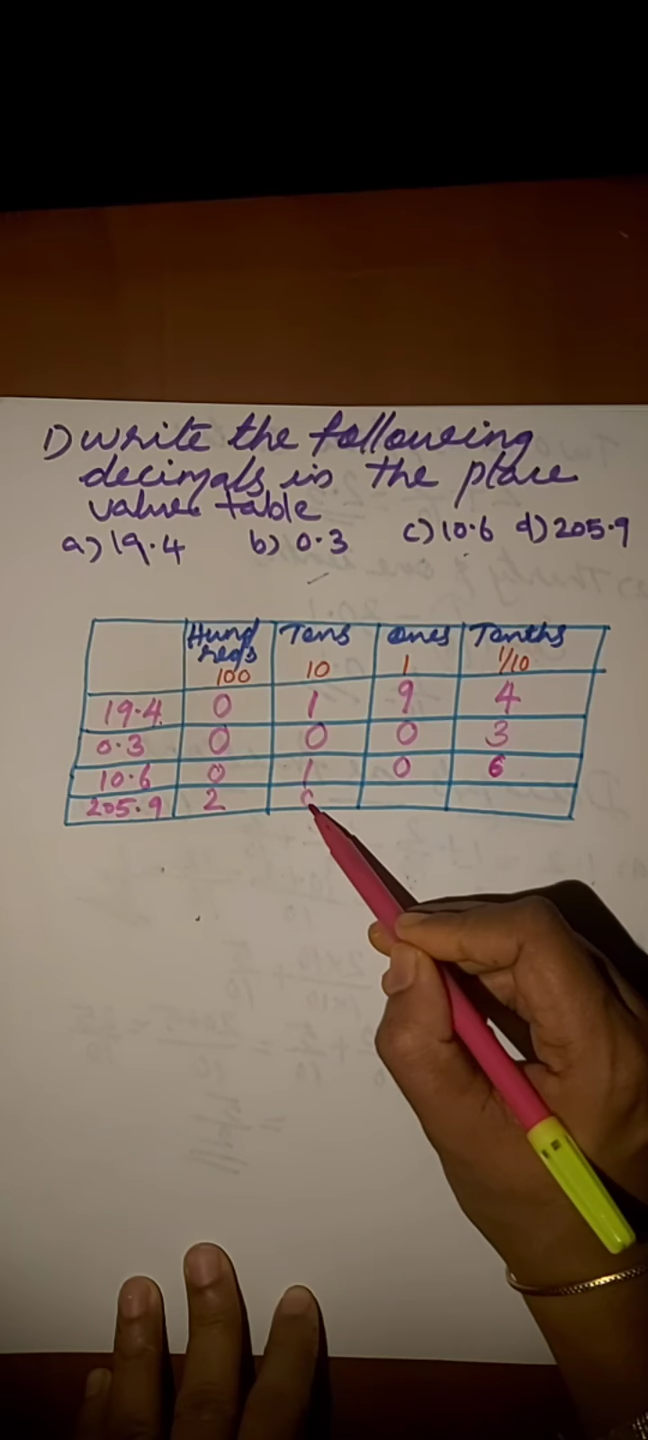 1) write the following
decimals in the place
value table
a) 19.4 b) 0.3 c) 10.6 d) 205.9
Hundreds Tens Ones Tenths
100 10 1 1/10
19.4 0 1 9 4
0.3 0 0 0 3
10.6 0 1 0 6
205.9 2 0